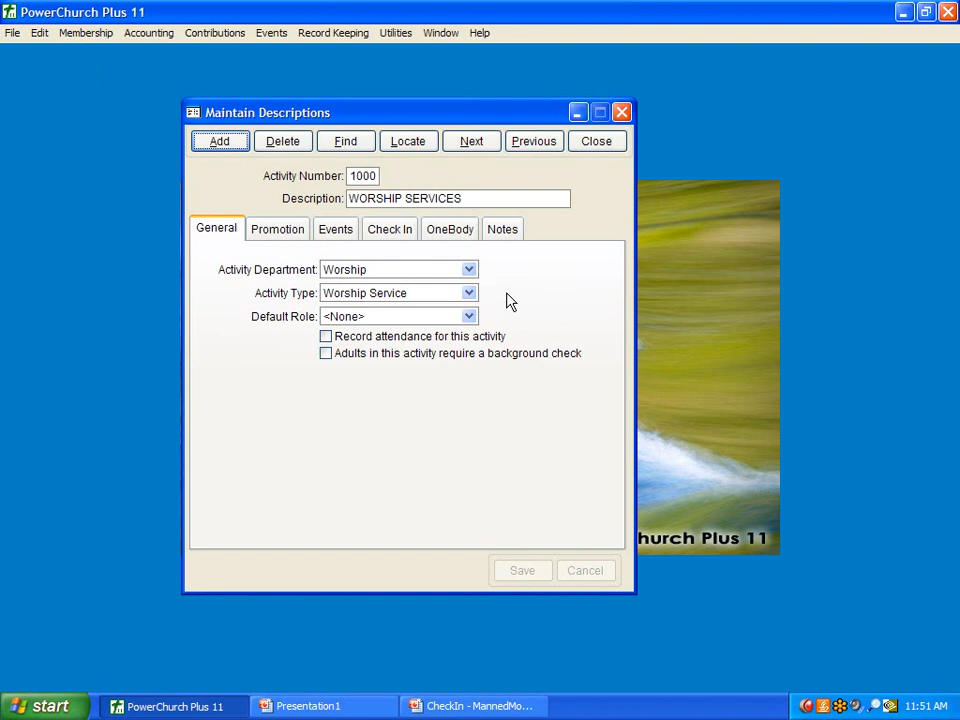 PowerChurch Plus 11
File Edit Membership Accounting Contributions Events Record Keeping Utilities Window Help
Maintain Descriptions
Add Delete Find Locate Next Previous Close
Activity Number: 1000
Description: WORSHIP SERVICES
General Promotion Events Check In OneBody Notes
Activity Department: Worship
Activity Type: Worship Service
Default Role: <None>
Record attendance for this activity
Adults in this activity require a background check
hurch Plus 11
Save Cancel
start PowerChurch Plus 11 Presentation1 CheckIn - MannedMo... 11:51 AM